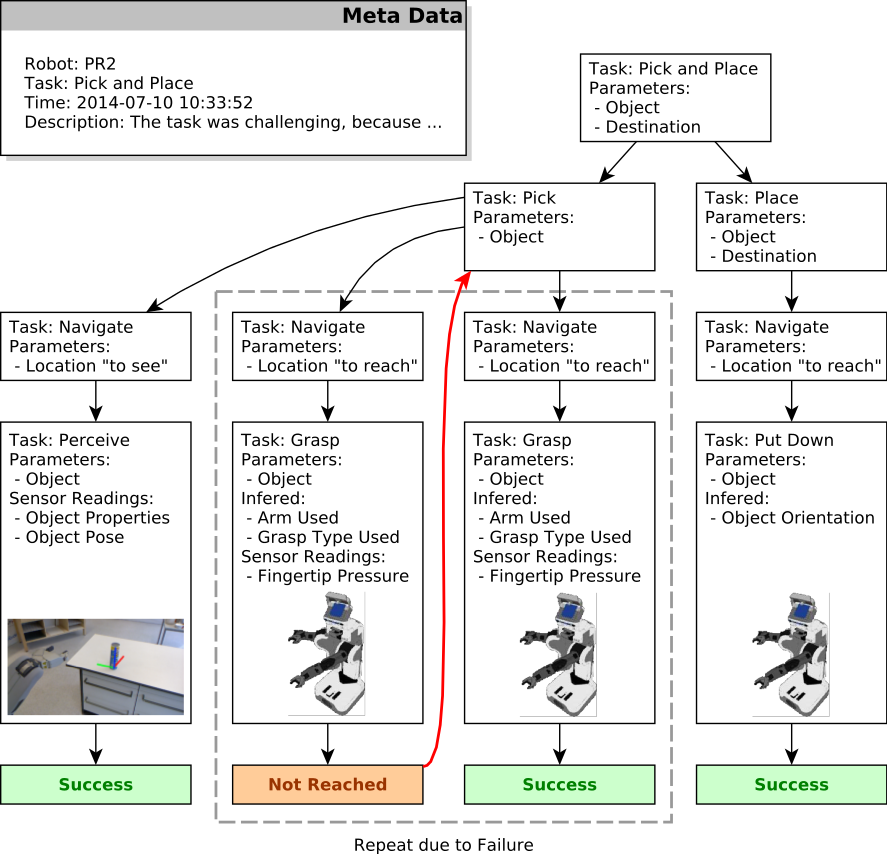 Meta Data
Robot: PR2
Task: Pick and Place
Time: 2014-07-10 10:33:52
Description: The task was challenging, because ...
Task: Pick and Place
Parameters:
- Object
- Destination
Task: Pick
Parameters:
- Object
Task: Place
Parameters:
- Object
- Destination
Task: Navigate
Parameters:
- Location "to see"
Task: Navigate
Parameters:
- Location "to reach"
Task: Navigate
Parameters:
- Location "to reach"
Task: Navigate
Parameters:
- Location "to reach"
Task: Perceive
Parameters:
- Object
Sensor Readings:
- Object Properties
- Object Pose
Task: Grasp
Parameters:
- Object
Infered:
- Arm Used
- Grasp Type Used
Sensor Readings:
- Fingertip Pressure
Task: Grasp
Parameters:
- Object
Infered:
- Arm Used
- Grasp Type Used
Sensor Readings:
- Fingertip Pressure
Task: Put Down
Parameters:
- Object
Infered:
- Object Orientation
Success
Not Reached
Success
Success
Repeat due to Failure